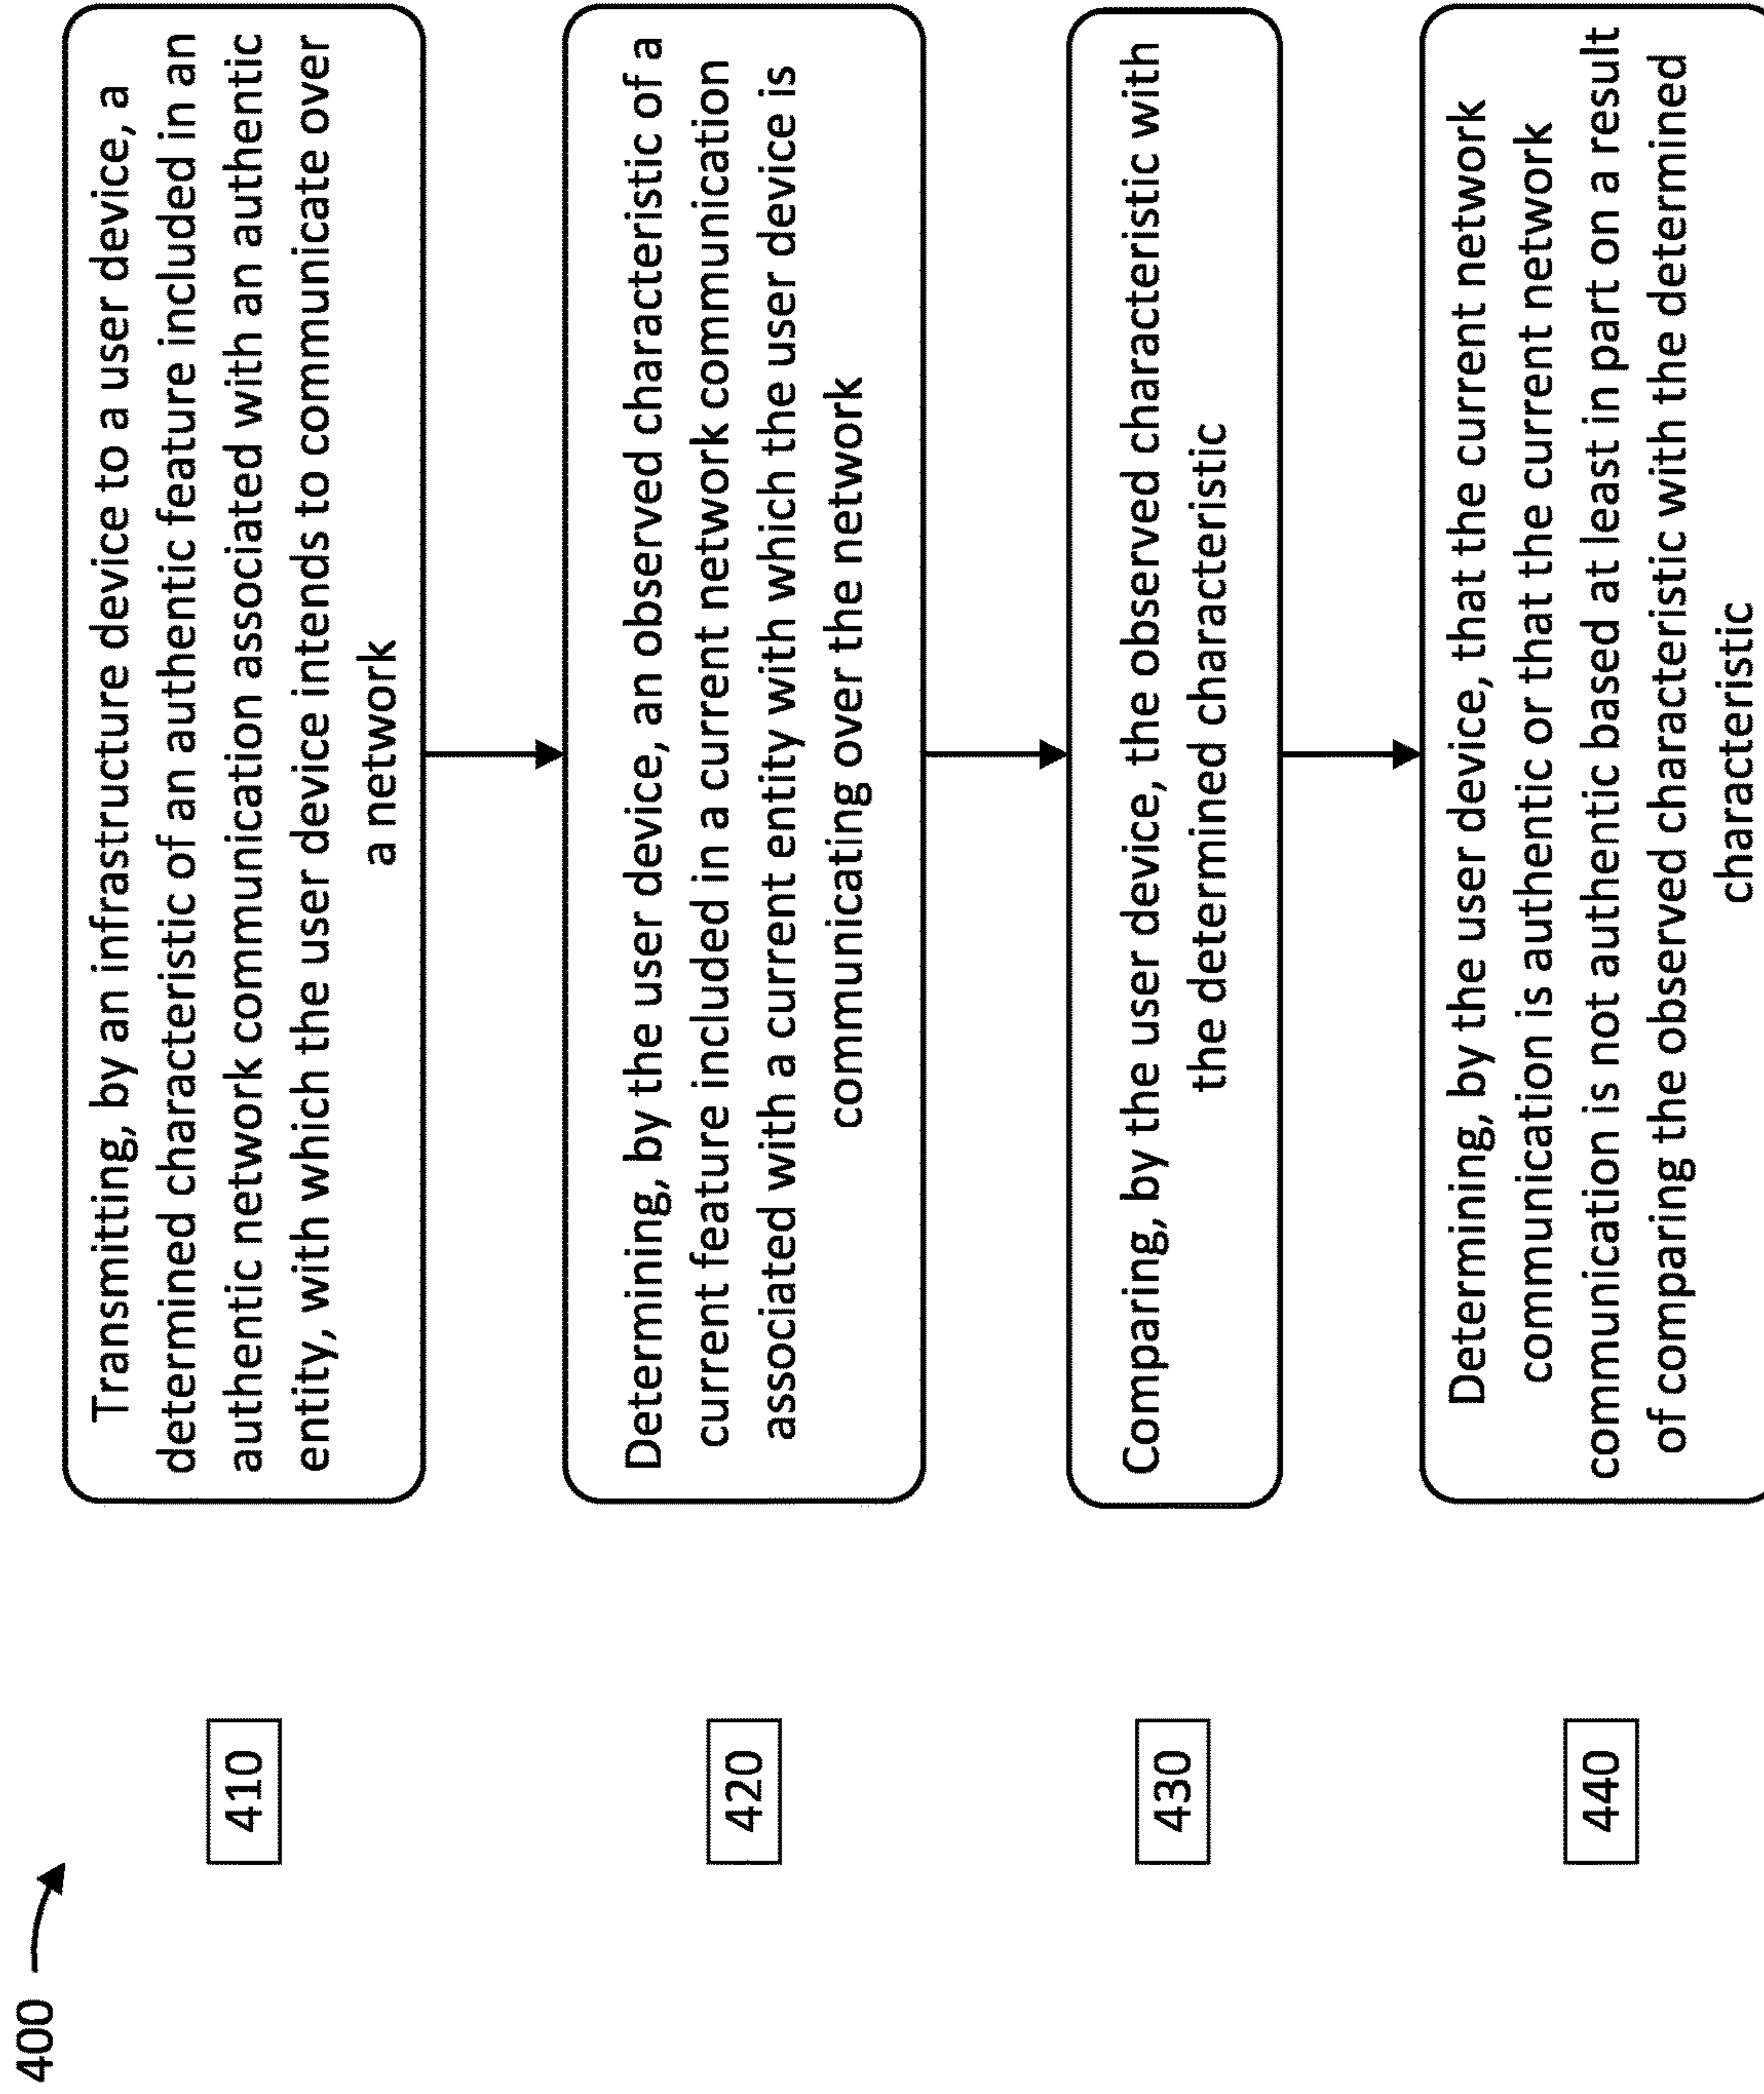 400
410
Transmitting, by an infrastructure device to a user device, a
determined characteristic of an authentic feature included in an
authentic network communication associated with an authentic
entity, with which the user device intends to communicate over
a network
420
Determining, by the user device, an observed characteristic of a
current feature included in a current network communication
associated with a current entity with which the user device is
communicating over the network
430
Comparing, by the user device, the observed characteristic with
the determined characteristic
440
Determining, by the user device, that the current network
communication is authentic or that the current network
communication is not authentic based at least in part on a result
of comparing the observed characteristic with the determined
characteristic